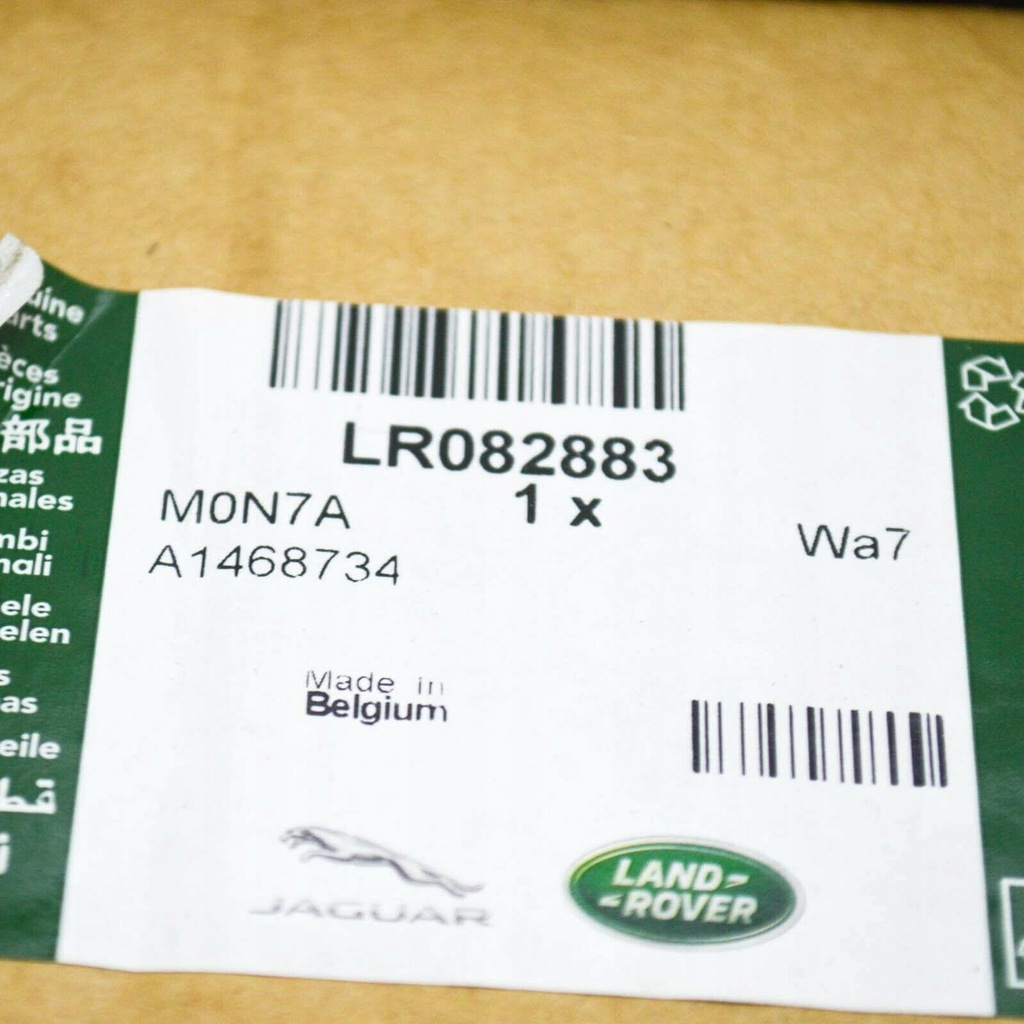 uine
arts
èces
rigine
部品
zas
nales
mbi
nali
ele
elen
s
as
eile
قط
LR082883
1 x
M0N7A
A1468734
Wa7
Made in
Belgium
JAGUAR
LAND
ROVER